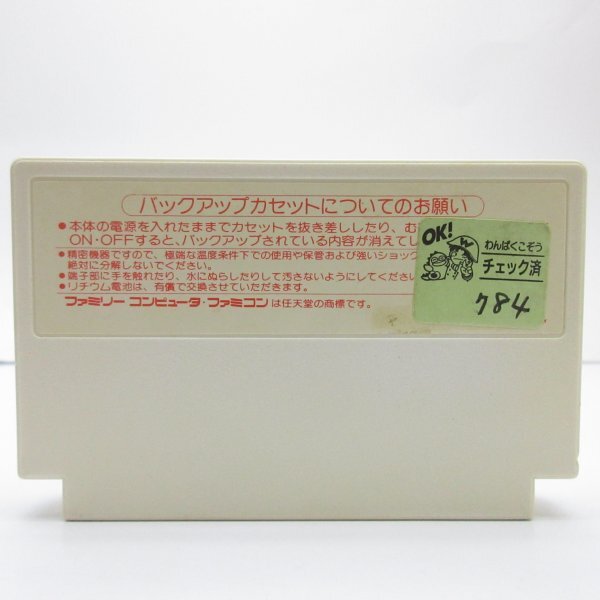 バックアップカセットについてのお願い
●本体の電源を入れたままでカセットを抜き差ししたり、む
ON・OFFすると、バックアップされている内容が消えてし
●精密機器ですので、極端な温度条件下での使用や保管および強いショック
絶対に分解しないでください。
●端子部に手を触れたり、水にぬらしたりして汚さないようにしてくださ
●リチウム電池は、有償で交換させていただきます。
ファミリー コンピュータ・ファミコン は任天堂の商標です。
OK!
わんぱくこぞう
チェック済
784